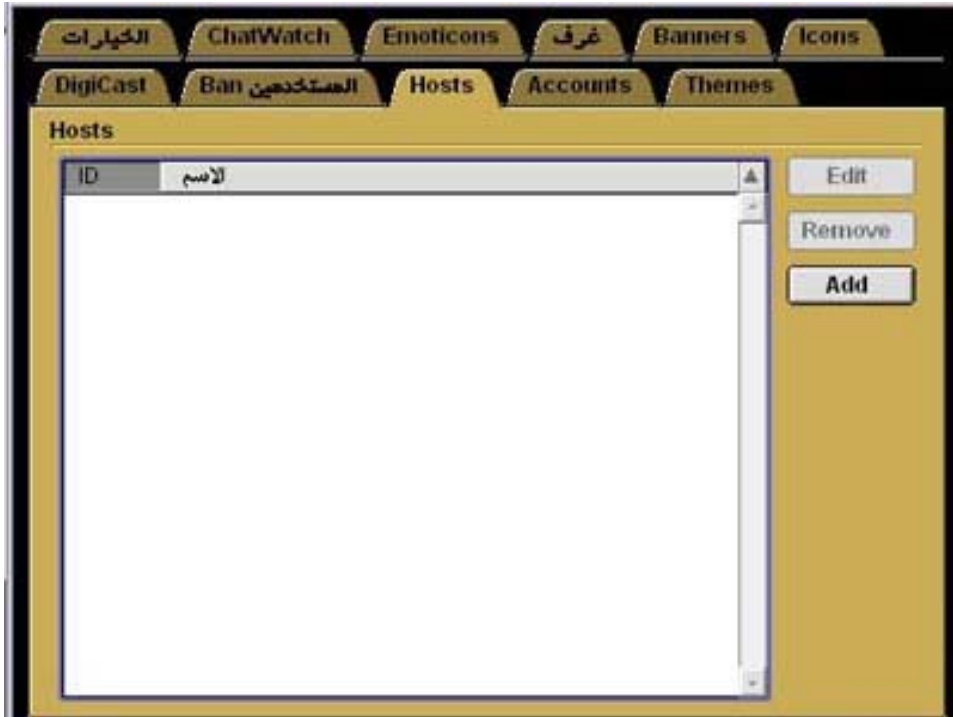 الخيارات ChatWatch Emoticons غرف Banners Icons
DigiCast Ban المستخدمين Hosts Accounts Themes
Hosts
ID الاسم
Edit
Remove
Add